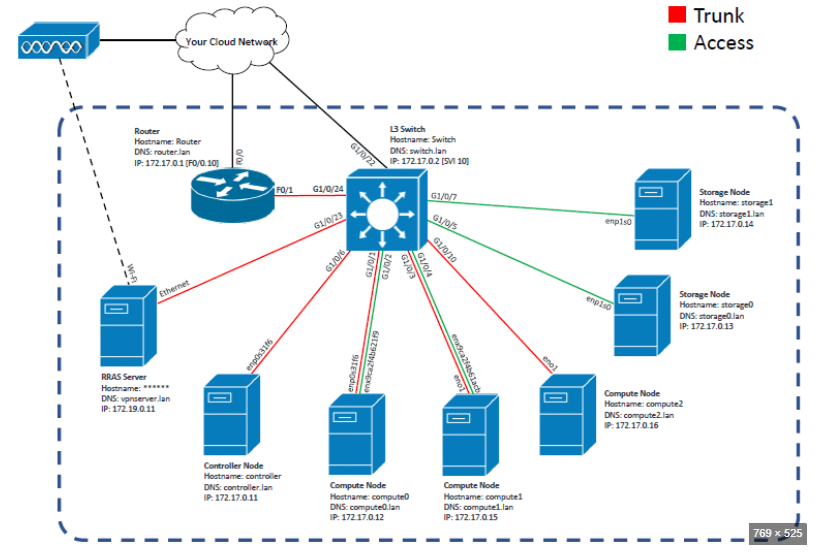 Trunk
Access
Your Cloud Network
Router
Hostname: Router
DNS: router.lan
IP: 172.17.0.1 [F0/0.10]
F0/0
L3 Switch
Hostname: Switch
DNS: switch.lan
IP: 172.17.0.2 [SVI 10]
G1/0/22
F0/1
G1/0/24
G1/0/7
enp1s0
Storage Node
Hostname: storage1
DNS: storage1.lan
IP: 172.17.0.14
G1/0/23
G1/0/5
G1/0/6
G1/0/1
G1/0/2
G1/0/3
G1/0/4
G1/0/10
Wi-Fi
Ethernet
enp1s0
Storage Node
Hostname: storage0
DNS: storage0.lan
IP: 172.17.0.13
enp0s31f6
enp0s31f6
enx9ca2f4b621f9
eno1
enx9ca2f4b61acb
eno1
RRAS Server
Hostname: ******
DNS: vpnserver.lan
IP: 172.19.0.11
Compute Node
Hostname: compute2
DNS: compute2.lan
IP: 172.17.0.16
Controller Node
Hostname: controller
DNS: controller.lan
IP: 172.17.0.11
Compute Node
Hostname: compute0
DNS: compute0.lan
IP: 172.17.0.12
Compute Node
Hostname: compute1
DNS: compute1.lan
IP: 172.17.0.15
769 × 525